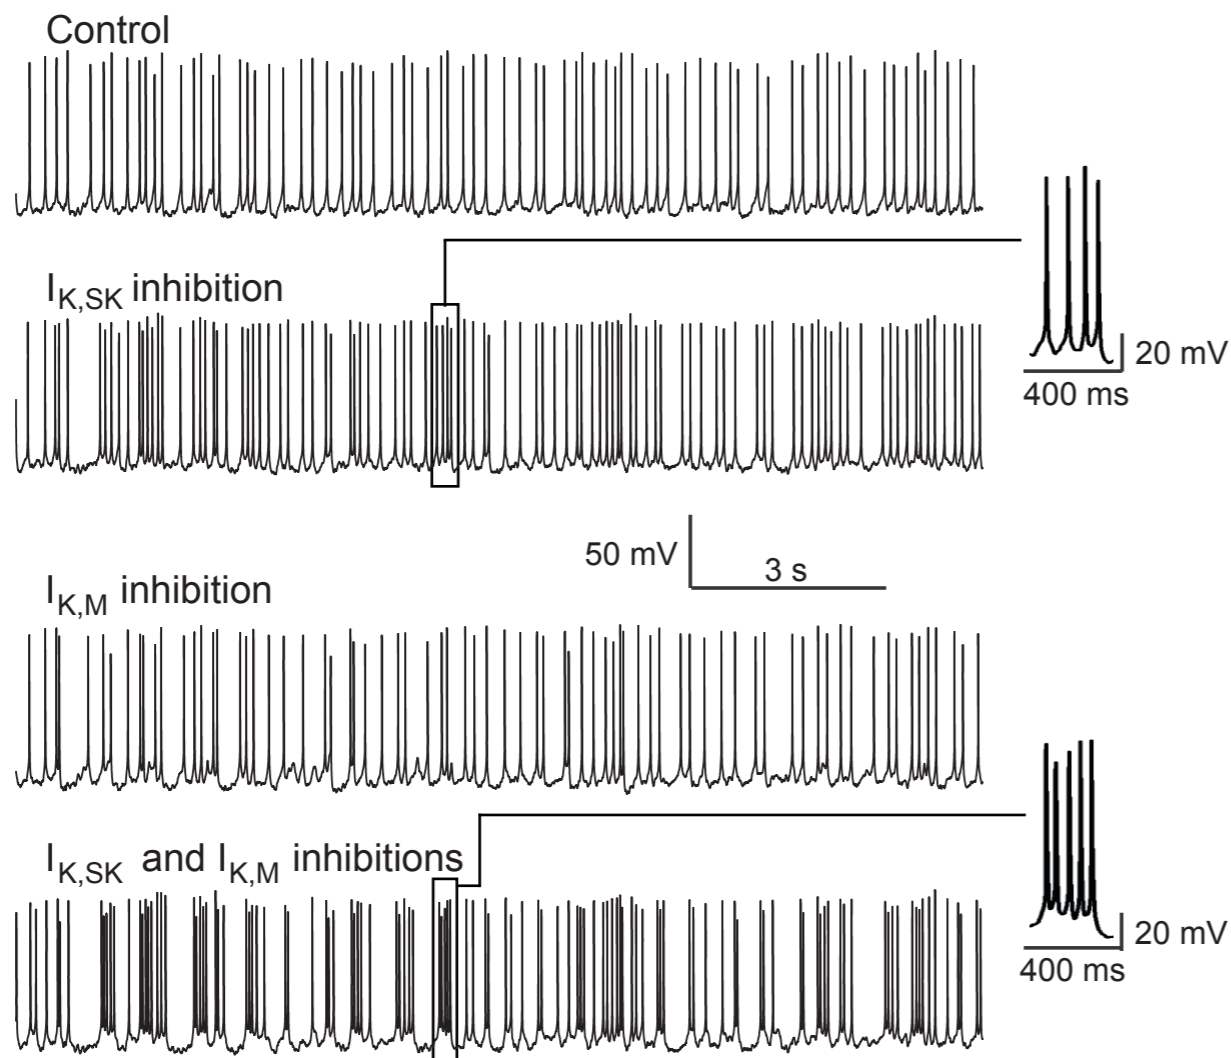 Control
I_K,SK inhibition
20 mV
400 ms
50 mV
3 s
I_K,M inhibition
I_K,SK and I_K,M inhibitions
20 mV
400 ms